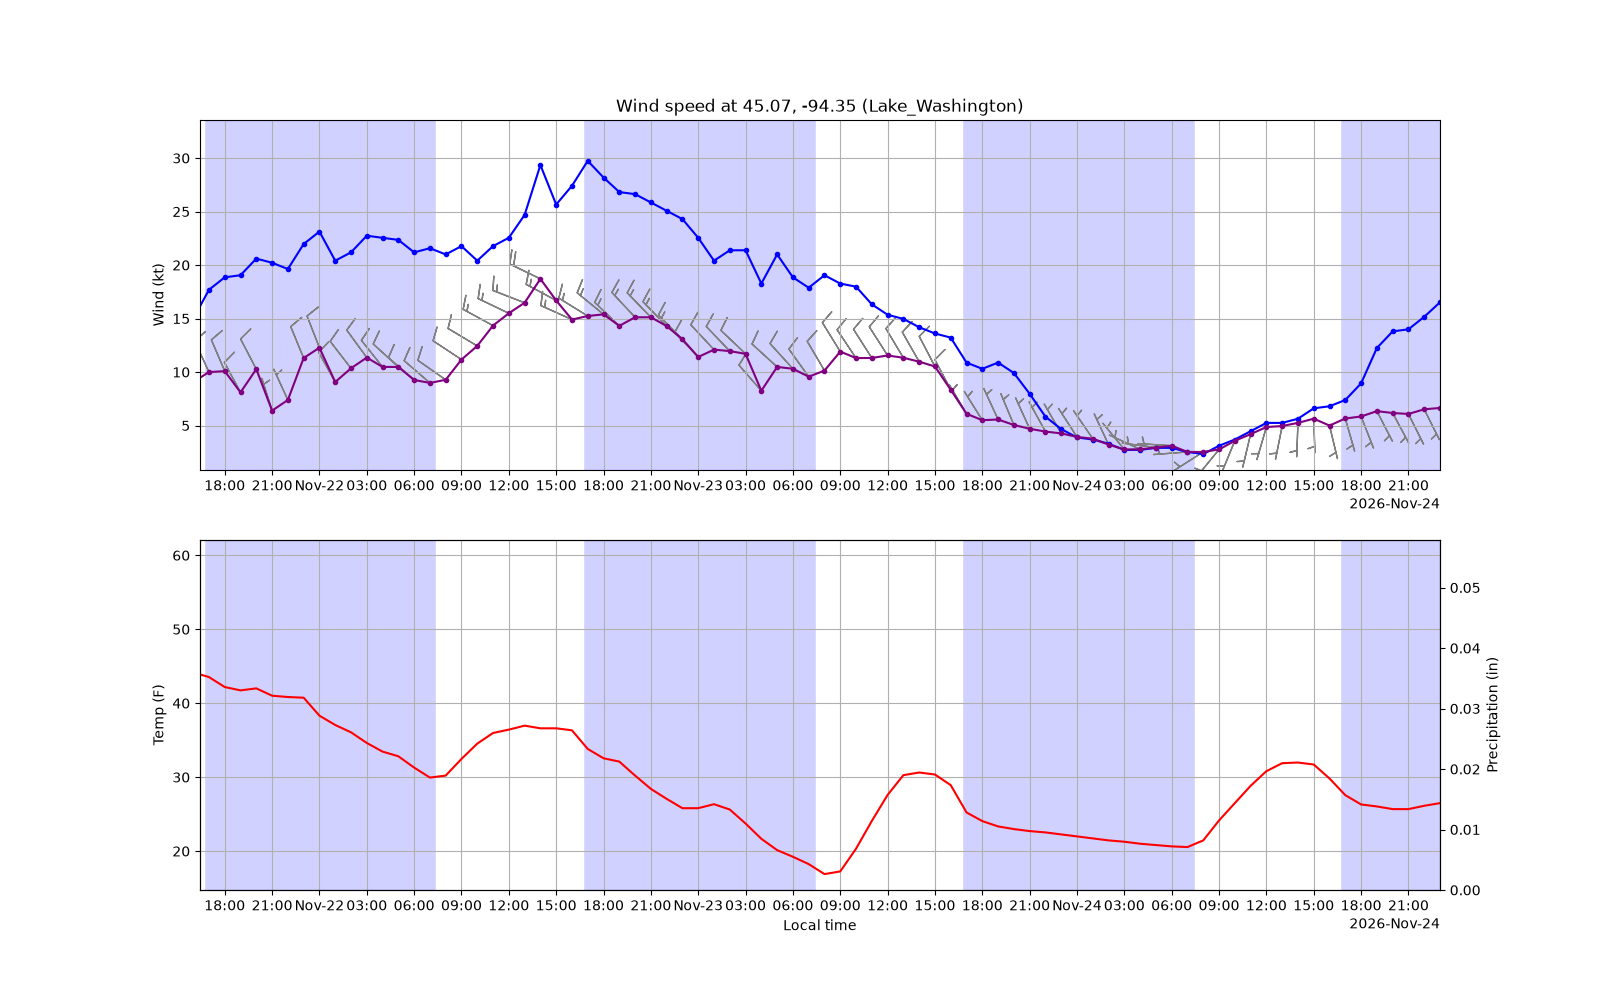 Wind speed at 45.07, -94.35 (Lake_Washington)
30
25
20
15
10
5
Wind (kt)
18:00 21:00 Nov-22 03:00 06:00 09:00 12:00 15:00 18:00 21:00 Nov-23 03:00 06:00 09:00 12:00 15:00 18:00 21:00 Nov-24 03:00 06:00 09:00 12:00 15:00 18:00 21:00
2026-Nov-24
60
50
40
30
20
Temp (F)
0.05
0.04
0.03
0.02
0.01
0.00
Precipitation (in)
18:00 21:00 Nov-22 03:00 06:00 09:00 12:00 15:00 18:00 21:00 Nov-23 03:00 06:00 09:00 12:00 15:00 18:00 21:00 Nov-24 03:00 06:00 09:00 12:00 15:00 18:00 21:00
Local time
2026-Nov-24